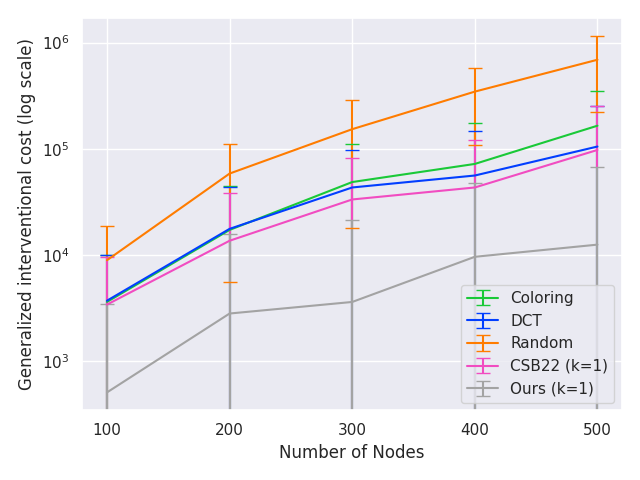 Generalized interventional cost (log scale)
10⁶
10⁵
10⁴
10³
100 200 300 400 500
Number of Nodes
Coloring
DCT
Random
CSB22 (k=1)
Ours (k=1)